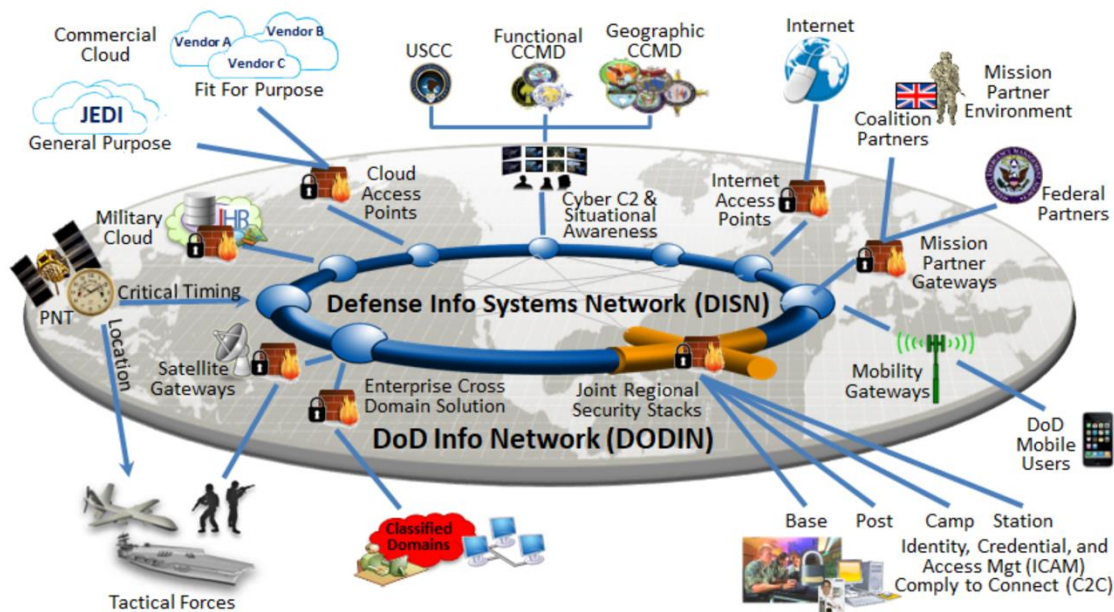 Commercial
Cloud
Vendor A
Vendor B
Vendor C
Fit For Purpose
JEDI
General Purpose
USCC
Functional
CCMD
Geographic
CCMD
Internet
Mission
Partner
Environment
Coalition
Partners
Federal
Partners
Cloud
Access
Points
Cyber C2 &
Situational
Awareness
Internet
Access
Points
Mission
Partner
Gateways
Military
Cloud
PNT
Critical Timing
Location
Defense Info Systems Network (DISN)
Satellite
Gateways
Enterprise Cross
Domain Solution
Joint Regional
Security Stacks
Mobility
Gateways
DoD Info Network (DODIN)
DoD
Mobile
Users
Classified
Domains
Tactical Forces
Base Post Camp Station
Identity, Credential, and
Access Mgt (ICAM)
Comply to Connect (C2C)